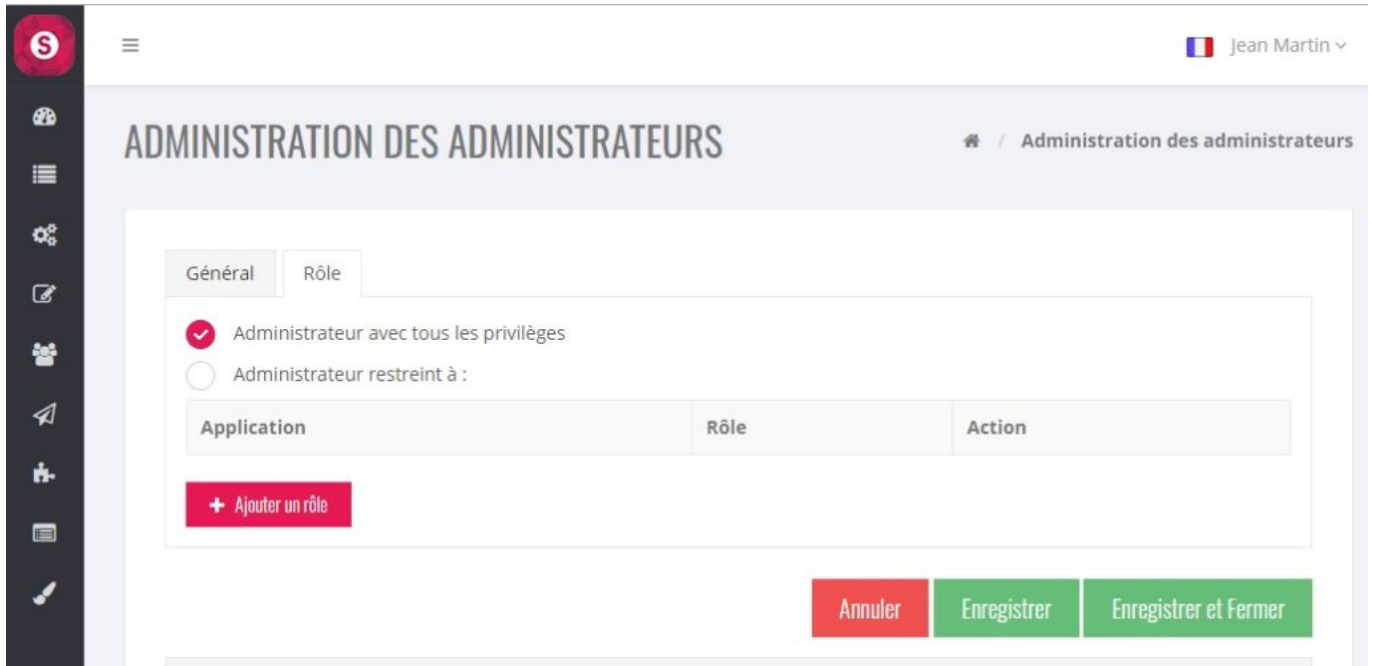 S
Jean Martin
ADMINISTRATION DES ADMINISTRATEURS
/ Administration des administrateurs
Général Rôle
Administrateur avec tous les privilèges
Administrateur restreint à :
Application Rôle Action
+ Ajouter un rôle
Annuler Enregistrer Enregistrer et Fermer